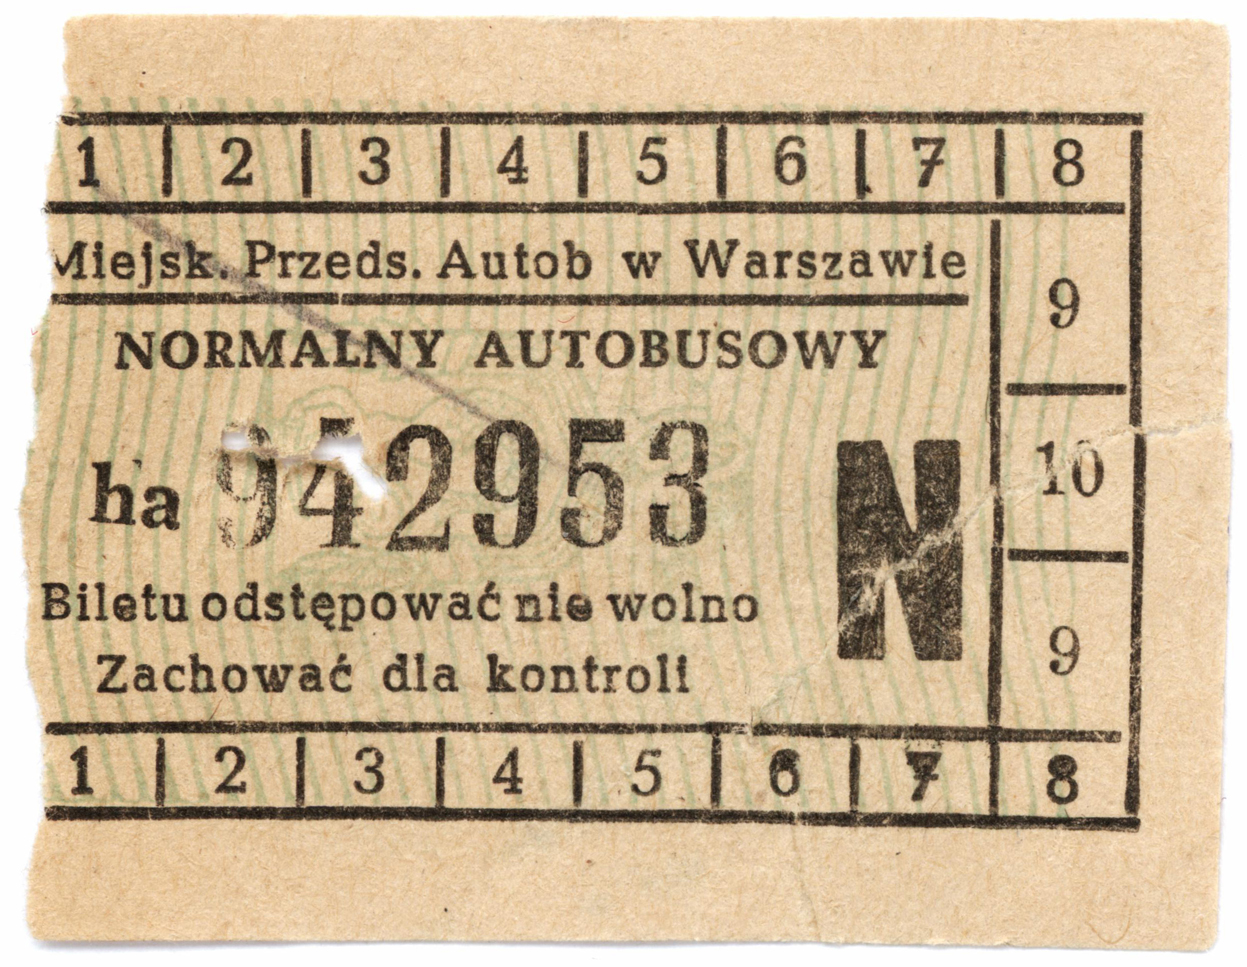 1 2 3 4 5 6 7 8
Miejsk. Przeds. Autob w Warszawie
9
NORMALNY AUTOBUSOWY
ha 942953
N
10
Biletu odstępować nie wolno
9
Zachować dla kontroli
1 2 3 4 5 6 7 8